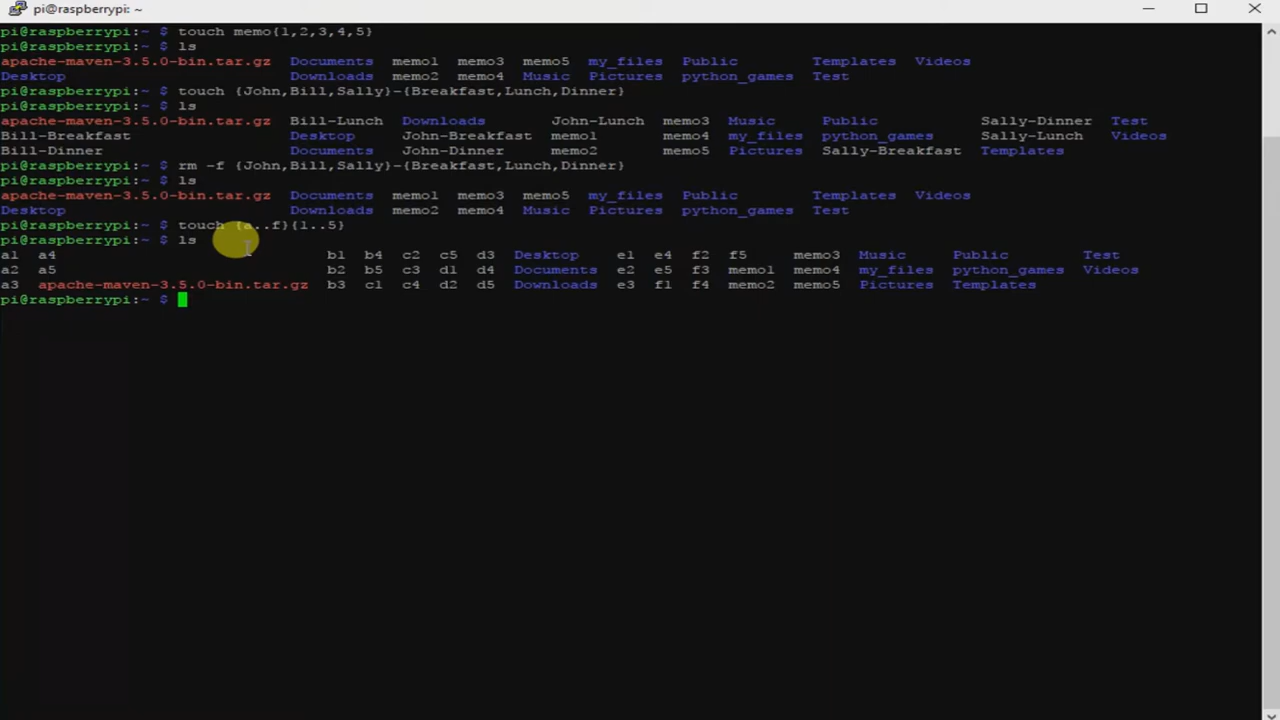 pi@raspberrypi: ~
pi@raspberrypi:~ $ touch memo{1,2,3,4,5}
pi@raspberrypi:~ $ ls
apache-maven-3.5.0-bin.tar.gz Documents memo1 memo3 memo5 my_files Public Templates Videos
Desktop Downloads memo2 memo4 Music Pictures python_games Test
pi@raspberrypi:~ $ touch {John,Bill,Sally}-{Breakfast,Lunch,Dinner}
pi@raspberrypi:~ $ ls
apache-maven-3.5.0-bin.tar.gz Bill-Lunch Downloads John-Lunch memo3 Music Public Sally-Dinner Test
Bill-Breakfast Desktop John-Breakfast memo1 memo4 my_files python_games Sally-Lunch Videos
Bill-Dinner Documents John-Dinner memo2 memo5 Pictures Sally-Breakfast Templates
pi@raspberrypi:~ $ rm -f {John,Bill,Sally}-{Breakfast,Lunch,Dinner}
pi@raspberrypi:~ $ ls
apache-maven-3.5.0-bin.tar.gz Documents memo1 memo3 memo5 my_files Public Templates Videos
Desktop Downloads memo2 memo4 Music Pictures python_games Test
pi@raspberrypi:~ $ touch {a..f}{1..5}
pi@raspberrypi:~ $ ls
a1 a4 b1 b4 c2 c5 d3 Desktop e1 e4 f2 f5 memo3 Music Public Test
a2 a5 b2 b5 c3 d1 d4 Documents e2 e5 f3 memo1 memo4 my_files python_games Videos
a3 apache-maven-3.5.0-bin.tar.gz b3 c1 c4 d2 d5 Downloads e3 f1 f4 memo2 memo5 Pictures Templates
pi@raspberrypi:~ $